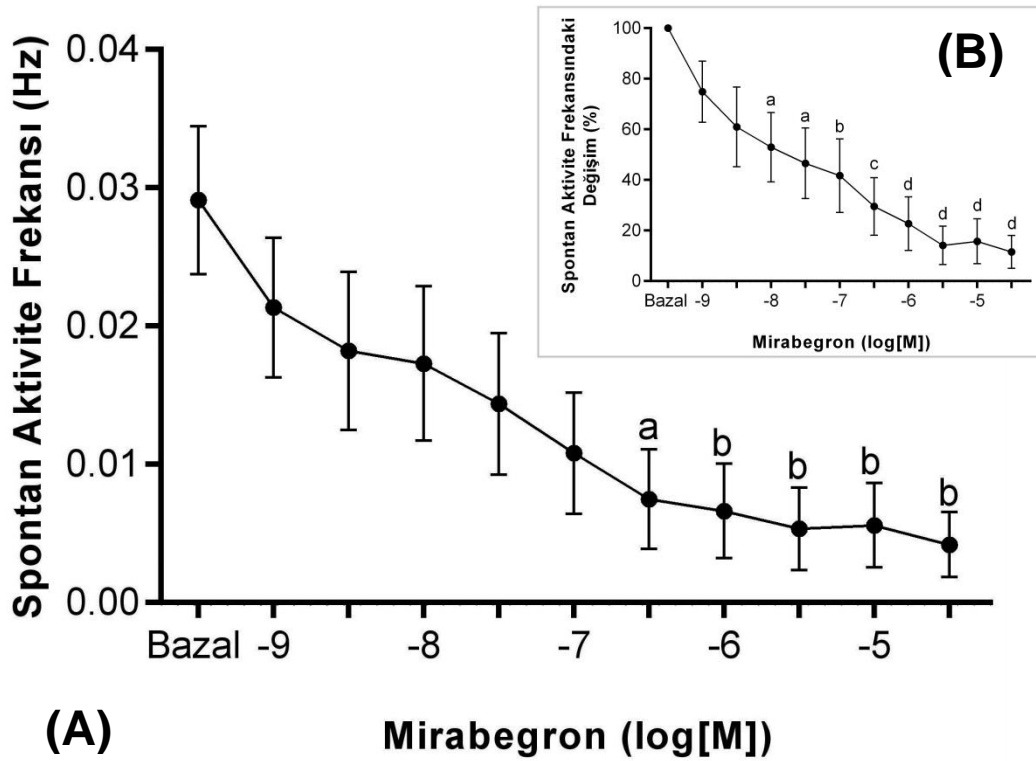 Spontan Aktivite Frekansı (Hz)
0.04
0.03
0.02
0.01
0.00
a
b
b
b
b
Bazal
-9
-8
-7
-6
-5
Mirabegron (log[M])
(A)
(B)
Spontan Aktivite Frekansındaki
Değişim (%)
100
80
60
40
20
0
a
a
b
c
d
d
d
d
Bazal
-9
-8
-7
-6
-5
Mirabegron (log[M])